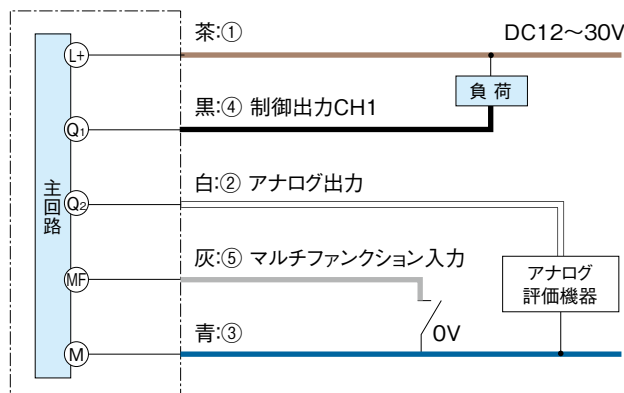 茶:① DC12〜30V
L+
負荷
黒:④ 制御出力CH1
Q1
白:② アナログ出力
主回路
Q2
灰:⑤ マルチファンクション入力
MF
アナログ
評価機器
青:③ 0V
M